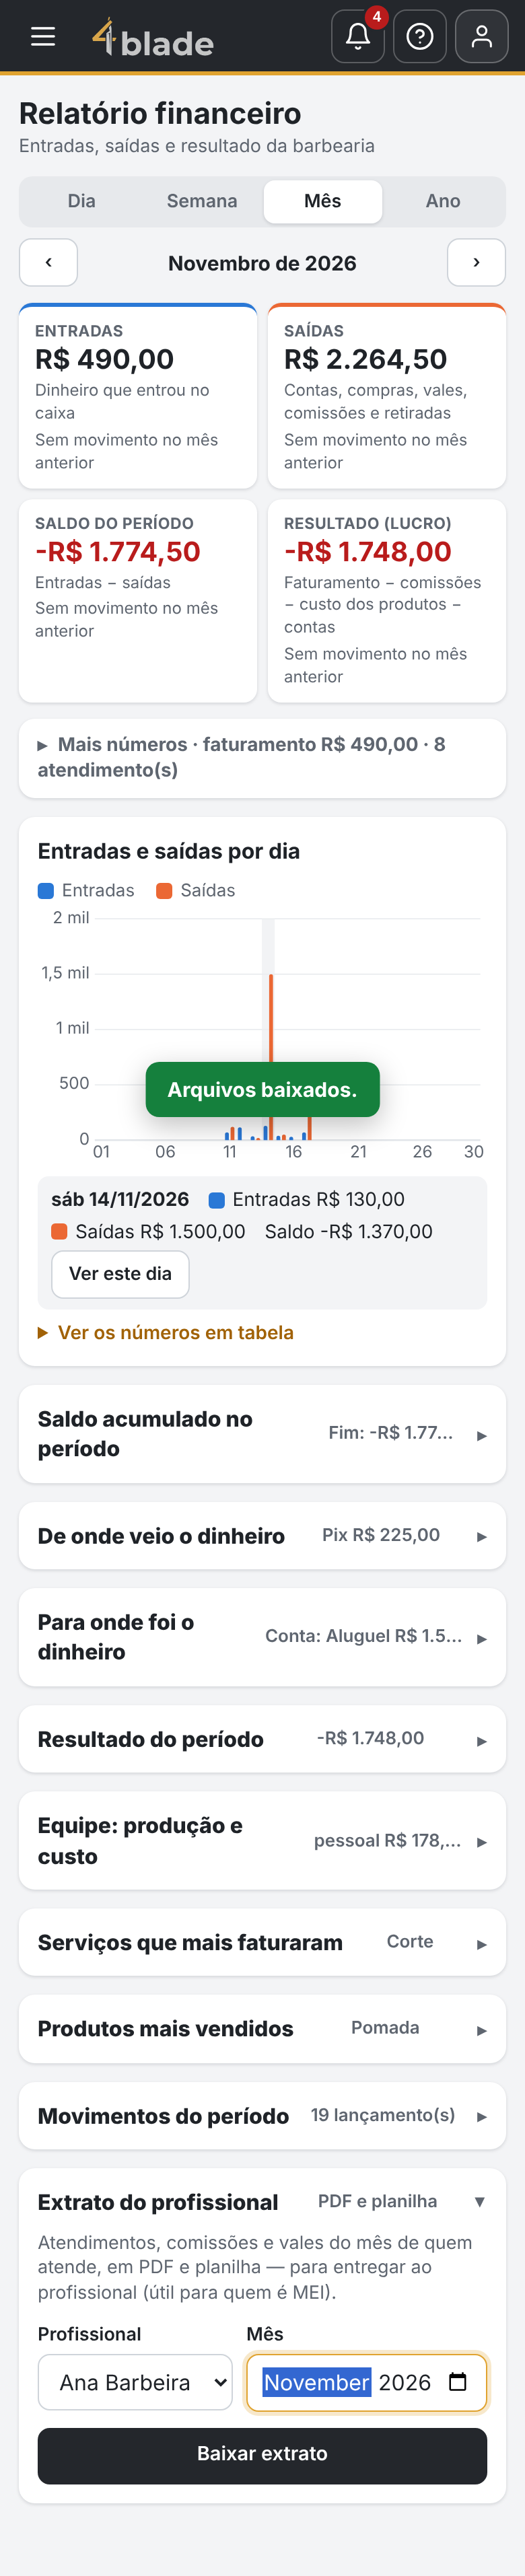 4blade
4
Relatório financeiro
Entradas, saídas e resultado da barbearia
Dia Semana Mês Ano
‹ Novembro de 2026 ›
ENTRADAS
R$ 490,00
Dinheiro que entrou no
caixa
Sem movimento no mês
anterior
SAÍDAS
R$ 2.264,50
Contas, compras, vales,
comissões e retiradas
Sem movimento no mês
anterior
SALDO DO PERÍODO
-R$ 1.774,50
Entradas − saídas
Sem movimento no mês
anterior
RESULTADO (LUCRO)
-R$ 1.748,00
Faturamento − comissões
− custo dos produtos −
contas
Sem movimento no mês
anterior
▸ Mais números · faturamento R$ 490,00 · 8
atendimento(s)
Entradas e saídas por dia
Entradas Saídas
2 mil
1,5 mil
1 mil
500
0
Arquivos baixados.
01 06 11 16 21 26 30
sáb 14/11/2026 Entradas R$ 130,00
Saídas R$ 1.500,00 Saldo -R$ 1.370,00
Ver este dia
▸ Ver os números em tabela
Saldo acumulado no
período
Fim: -R$ 1.77... ▸
De onde veio o dinheiro Pix R$ 225,00 ▸
Para onde foi o
dinheiro
Conta: Aluguel R$ 1.5... ▸
Resultado do período -R$ 1.748,00 ▸
Equipe: produção e
custo
pessoal R$ 178,... ▸
Serviços que mais faturaram Corte ▸
Produtos mais vendidos Pomada ▸
Movimentos do período 19 lançamento(s) ▸
Extrato do profissional PDF e planilha ▾
Atendimentos, comissões e vales do mês de quem
atende, em PDF e planilha — para entregar ao
profissional (útil para quem é MEI).
Profissional Mês
Ana Barbeira November 2026
Baixar extrato